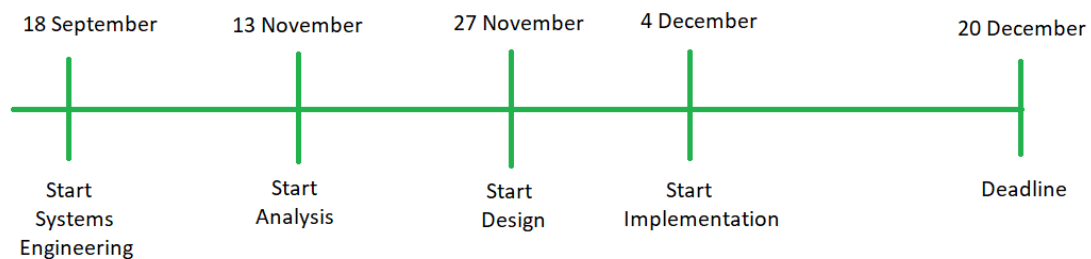 18 September
13 November
27 November
4 December
20 December
Start
Systems
Engineering
Start
Analysis
Start
Design
Start
Implementation
Deadline